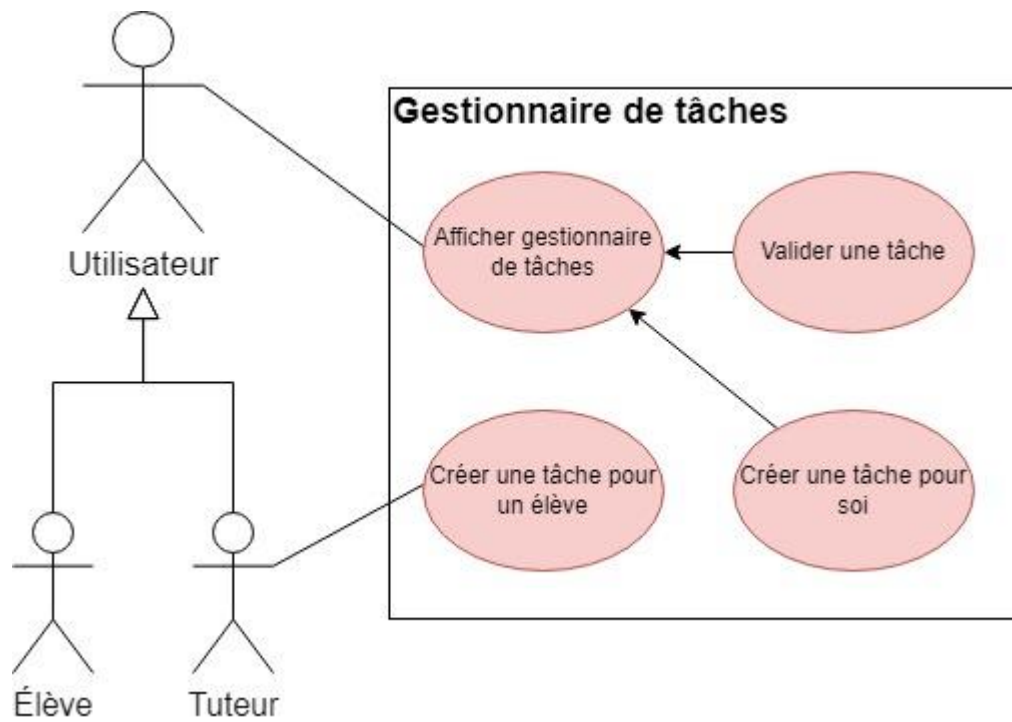 Gestionnaire de tâches
Afficher gestionnaire
de tâches
Valider une tâche
Utilisateur
Créer une tâche pour
un élève
Créer une tâche pour
soi
Élève
Tuteur